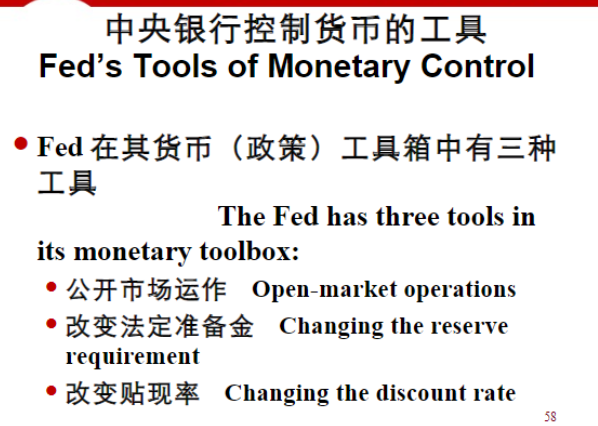 中央银行控制货币的工具
Fed's Tools of Monetary Control
• Fed 在其货币（政策）工具箱中有三种
工具
The Fed has three tools in
its monetary toolbox:
• 公开市场运作 Open-market operations
• 改变法定准备金 Changing the reserve
requirement
• 改变贴现率 Changing the discount rate
58